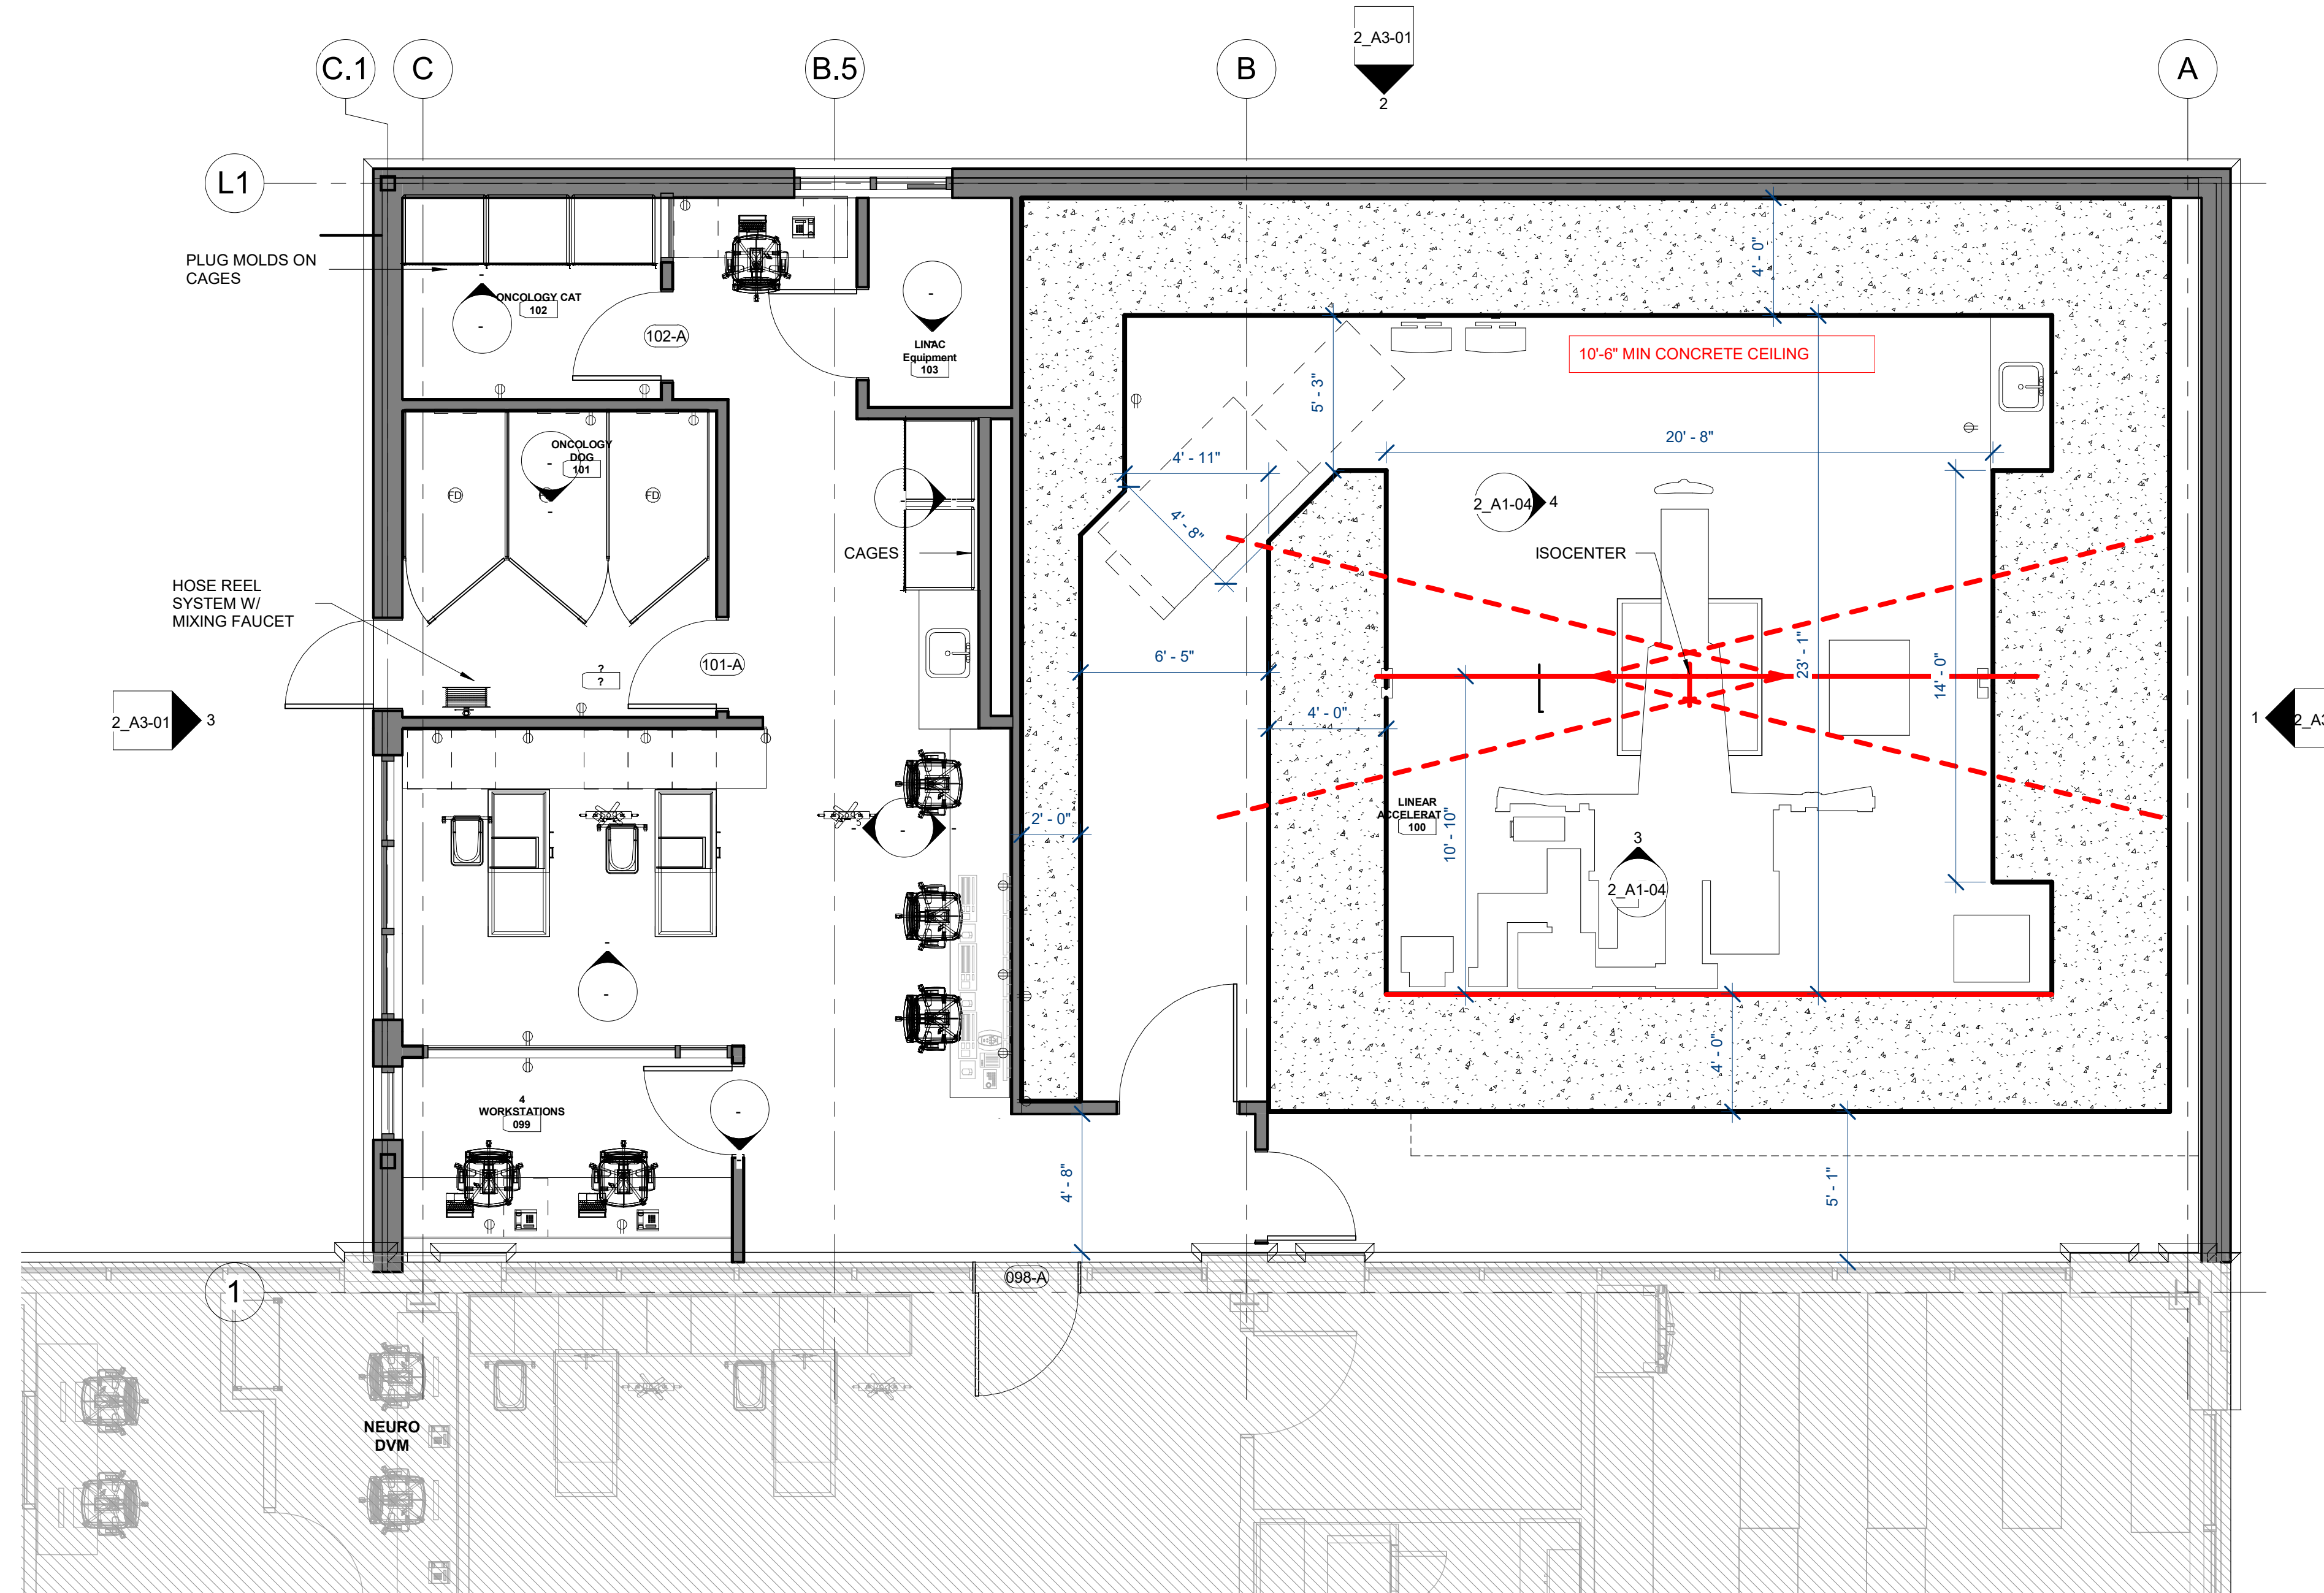 2_A3-01
2
C.1
C
B.5
B
A
L1
PLUG MOLDS ON
CAGES
ONCOLOGY CAT
102
102-A
LINAC
Equipment
103
4' - 0"
10'-6" MIN CONCRETE CEILING
5' - 3"
20' - 8"
4' - 11"
4' - 8"
ONCOLOGY
DOG
101
FD
FD
CAGES
2_A1-04
4
ISOCENTER
HOSE REEL
SYSTEM W/
MIXING FAUCET
101-A
?
?
6' - 5"
23' - 1"
14' - 0"
2_A3-01
3
4' - 0"
1
2_A3
LINEAR
ACCELERAT
100
10' - 10"
2' - 0"
3
2_A1-04
4' - 0"
4
WORKSTATIONS
099
4' - 8"
5' - 1"
1
098-A
NEURO
DVM